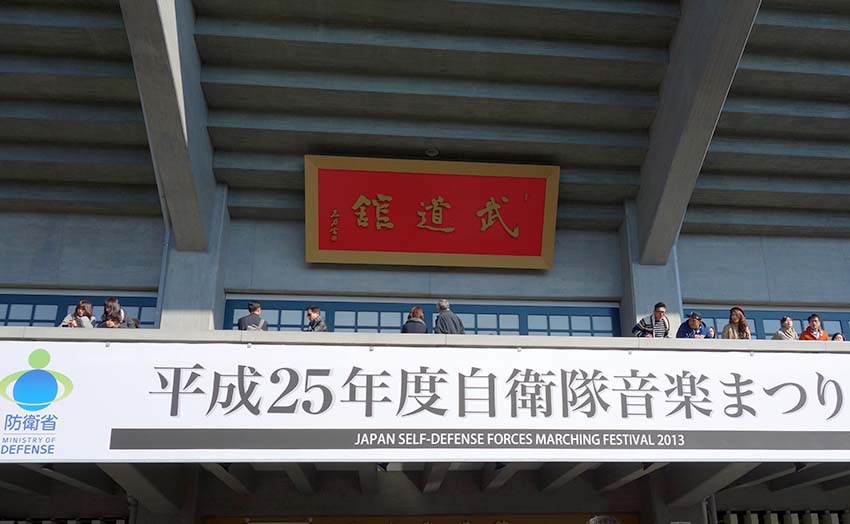 武道館
平成25年度自衛隊音楽まつり
JAPAN SELF-DEFENSE FORCES MARCHING FESTIVAL 2013
防衛省
MINISTRY OF
DEFENSE